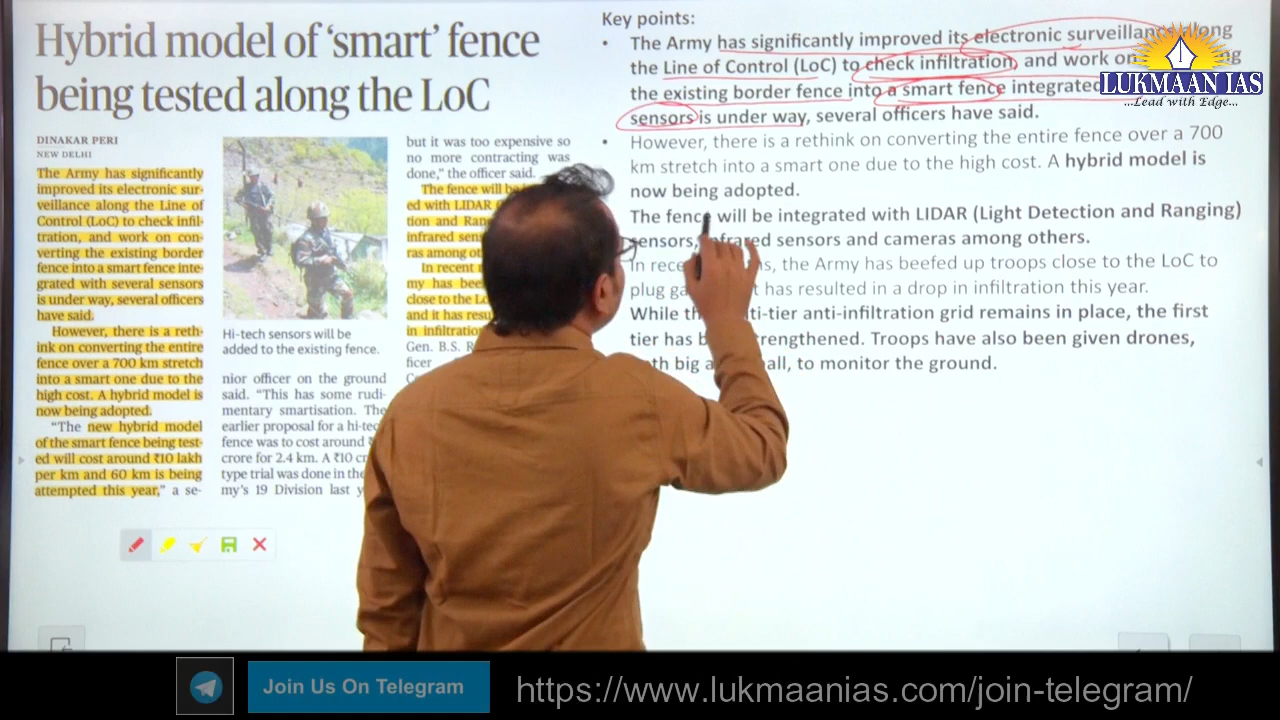 Hybrid model of ‘smart’ fence
being tested along the LoC
DINAKAR PERI
NEW DELHI
The Army has significantly
improved its electronic sur-
veillance along the Line of
Control (LoC) to check infil-
tration, and work on con-
verting the existing border
fence into a smart fence inte-
grated with several sensors
is under way, several officers
have said.
However, there is a reth-
ink on converting the entire
fence over a 700 km stretch
into a smart one due to the
high cost. A hybrid model is
now being adopted.
“The new hybrid model
of the smart fence being test-
ed will cost around ₹10 lakh
per km and 60 km is being
attempted this year,” a se-
Hi-tech sensors will be
added to the existing fence.
nior officer on the ground
said. “This has some rudi-
mentary smartisation. The
earlier proposal for a hi-tec
fence was to cost around
crore for 2.4 km. A ₹10 cr
type trial was done in the
my’s 19 Division last y
but it was too expensive so
no more contracting was
done,” the officer said.
The fence will be
ed with LIDAR
tion and Rang
infrared sens
ras among ot
In recent
my has bee
close to the Lo
and it has resu
in infiltration
Gen. B.S. R
ficer
Key points:
• The Army has significantly improved its electronic surveillance along
the Line of Control (LoC) to check infiltration, and work on
the existing border fence into a smart fence integrated
sensors is under way, several officers have said.
• However, there is a rethink on converting the entire fence over a 700
km stretch into a smart one due to the high cost. A hybrid model is
now being adopted.
The fence will be integrated with LIDAR (Light Detection and Ranging)
sensors, infrared sensors and cameras among others.
In rece s, the Army has beefed up troops close to the LoC to
plug ga t has resulted in a drop in infiltration this year.
While th ti-tier anti-infiltration grid remains in place, the first
tier has b rengthened. Troops have also been given drones,
th big a all, to monitor the ground.
LUKMAAN IAS
...Lead with Edge...
Join Us On Telegram
https://www.lukmaanias.com/join-telegram/